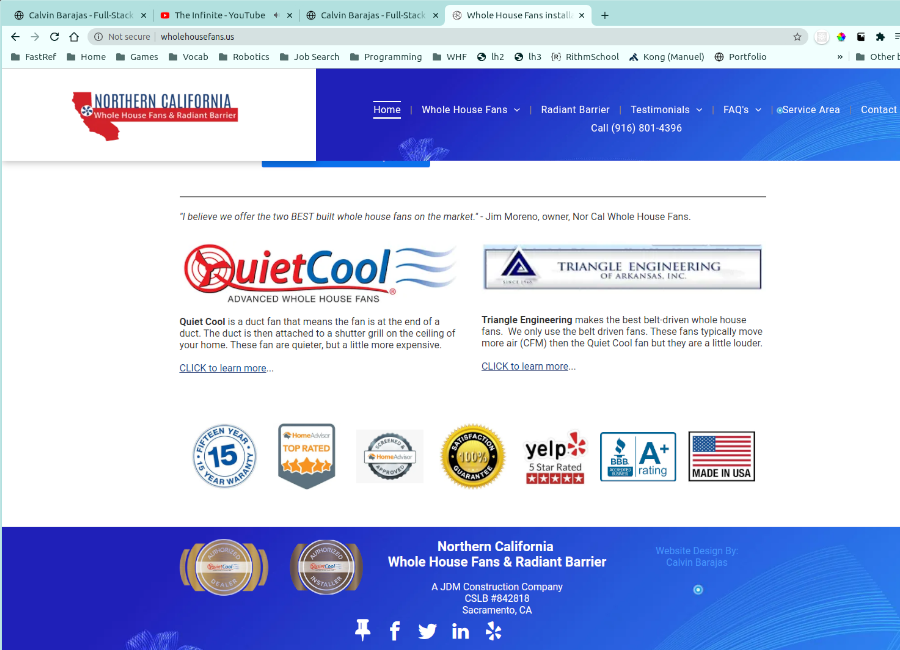 Calvin Barajas - Full-Stack
The Infinite - YouTube
Calvin Barajas - Full-Stack
Whole House Fans install
Not secure | wholehousefans.us
FastRef
Home
Games
Vocab
Robotics
Job Search
Programming
WHF
lh2
lh3
{R} RithmSchool
Kong (Manuel)
Portfolio
»
Other b
NORTHERN CALIFORNIA
Whole House Fans & Radiant Barrier
Home | Whole House Fans | Radiant Barrier | Testimonials | FAQ's | Service Area | Contact
Call (916) 801-4396
"I believe we offer the two BEST built whole house fans on the market." - Jim Moreno, owner, Nor Cal Whole House Fans.
QuietCool®
ADVANCED WHOLE HOUSE FANS
Quiet Cool is a duct fan that means the fan is at the end of a
duct. The duct is then attached to a shutter grill on the ceiling of
your home. These fan are quieter, but a little more expensive.
CLICK to learn more...
TRIANGLE ENGINEERING
OF ARKANSAS, INC.
Triangle Engineering makes the best belt-driven whole house
fans. We only use the belt driven fans. These fans typically move
more air (CFM) then the Quiet Cool fan but they are a little louder.
CLICK to learn more...
FIFTEEN YEAR
15
15 YEAR WARANTY
HomeAdvisor
TOP RATED
SCREENED &
HomeAdvisor
APPROVED
SATISFACTION
100%
GUARANTEE
yelp
5 Star Rated
BBB
ACCREDITED
BUSINESS
A+
rating
MADE IN USA
AUTHORIZED
QuietCool
DEALER
AUTHORIZED
QuietCool
INSTALLER
Northern California
Whole House Fans & Radiant Barrier
A JDM Construction Company
CSLB #842818
Sacramento, CA
Website Design By:
Calvin Barajas